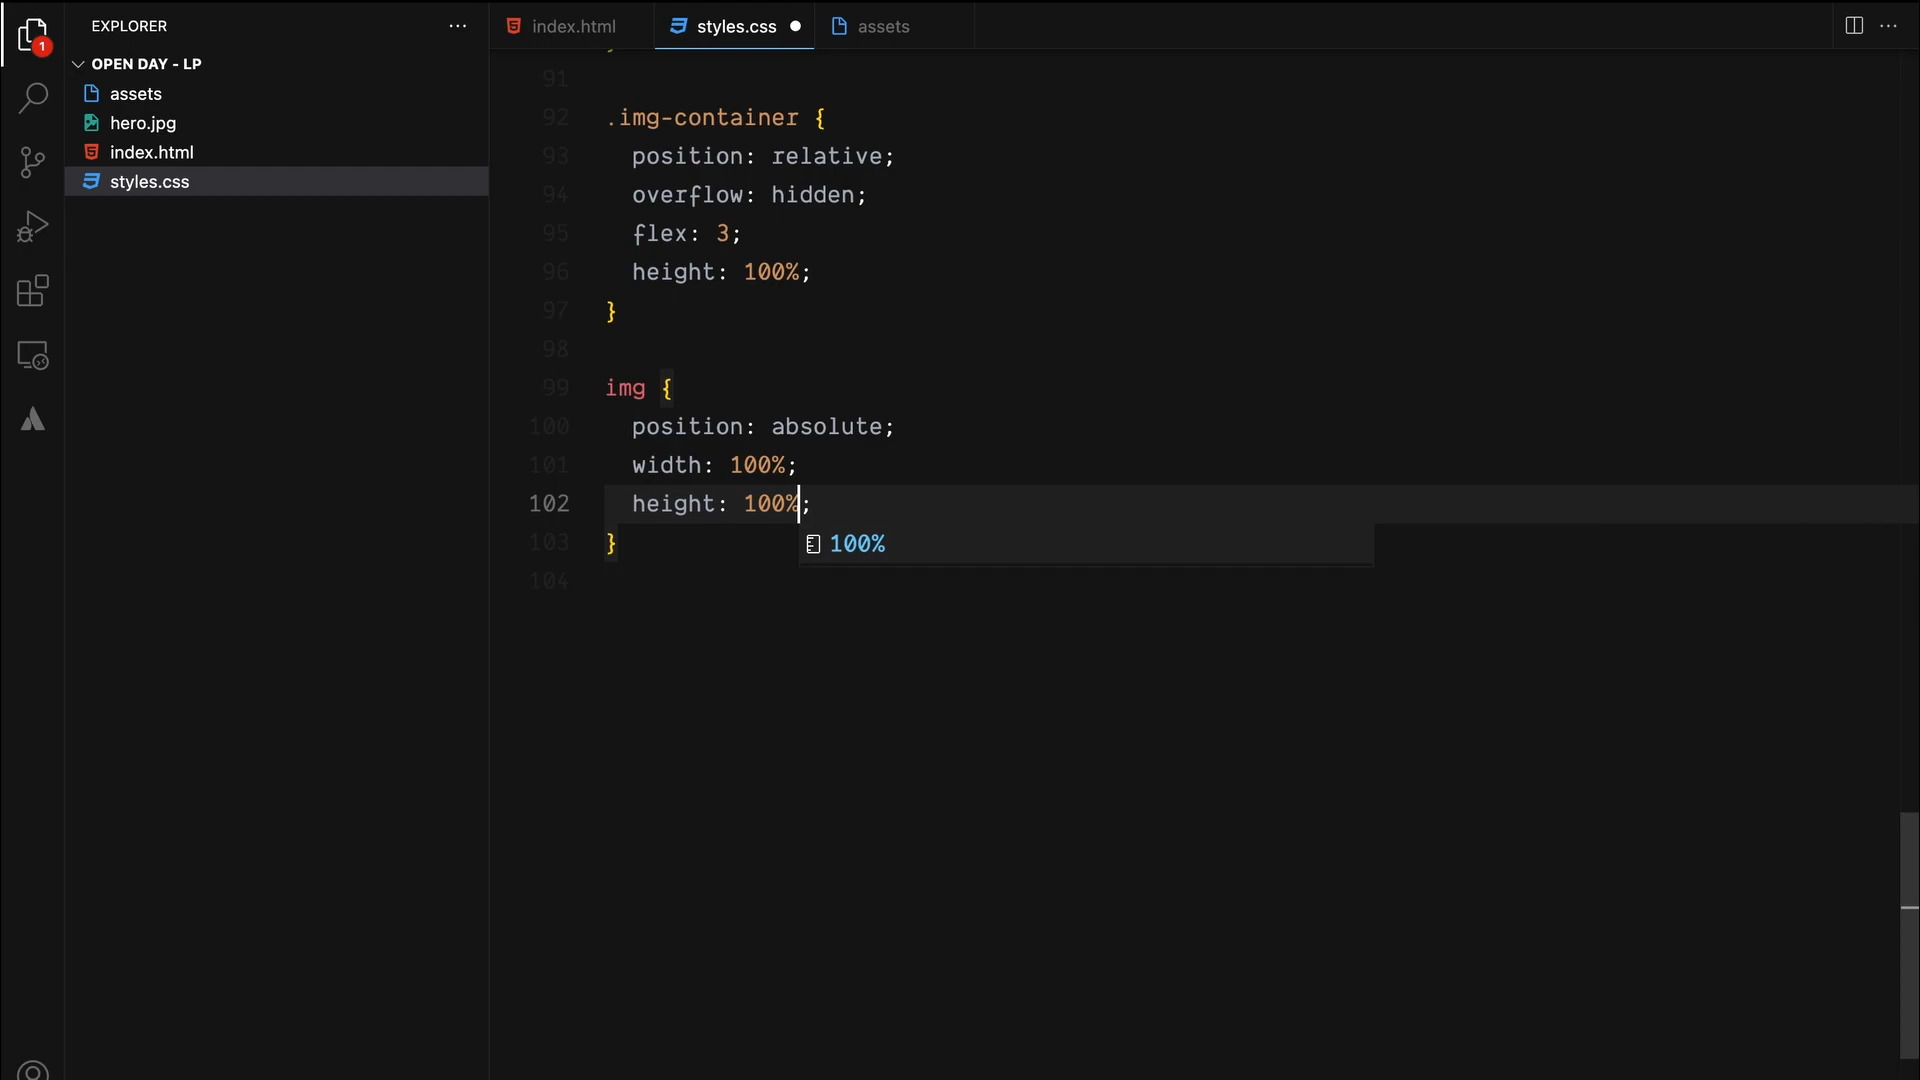 EXPLORER
1
OPEN DAY - LP
assets
hero.jpg
index.html
styles.css
index.html
styles.css
assets
91
92 .img-container {
93 position: relative;
94 overflow: hidden;
95 flex: 3;
96 height: 100%;
97 }
98
99 img {
100 position: absolute;
101 width: 100%;
102 height: 100%;
103 }
100%
104